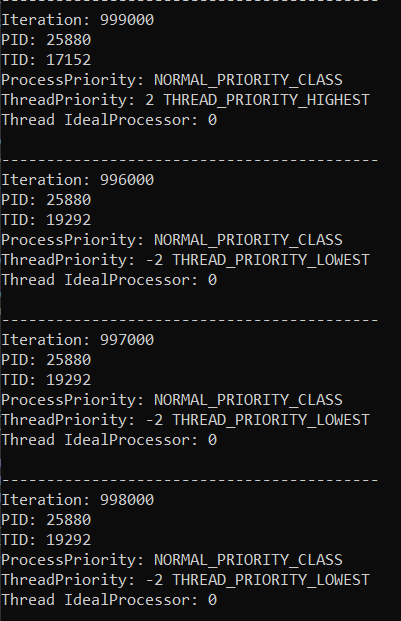 ------------------------------------------
Iteration: 999000
PID: 25880
TID: 17152
ProcessPriority: NORMAL_PRIORITY_CLASS
ThreadPriority: 2 THREAD_PRIORITY_HIGHEST
Thread IdealProcessor: 0
------------------------------------------
Iteration: 996000
PID: 25880
TID: 19292
ProcessPriority: NORMAL_PRIORITY_CLASS
ThreadPriority: -2 THREAD_PRIORITY_LOWEST
Thread IdealProcessor: 0
------------------------------------------
Iteration: 997000
PID: 25880
TID: 19292
ProcessPriority: NORMAL_PRIORITY_CLASS
ThreadPriority: -2 THREAD_PRIORITY_LOWEST
Thread IdealProcessor: 0
------------------------------------------
Iteration: 998000
PID: 25880
TID: 19292
ProcessPriority: NORMAL_PRIORITY_CLASS
ThreadPriority: -2 THREAD_PRIORITY_LOWEST
Thread IdealProcessor: 0